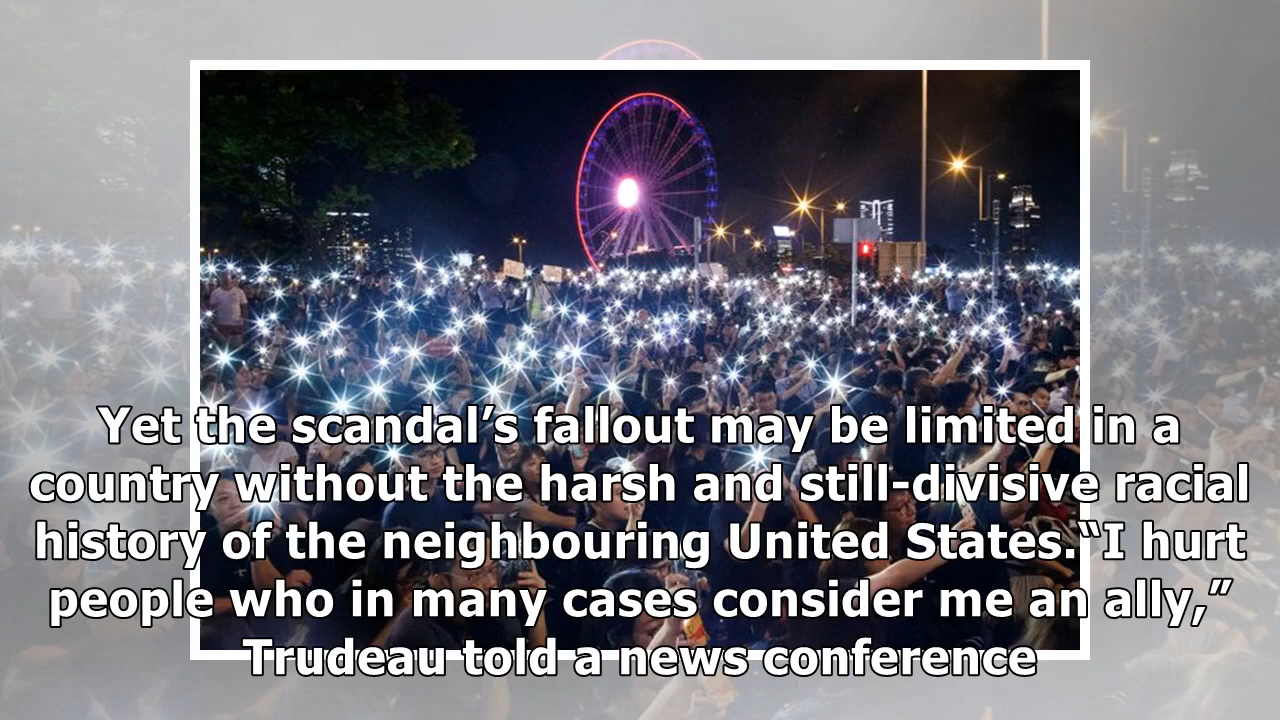 Yet the scandal’s fallout may be limited in a
country without the harsh and still-divisive racial
history of the neighbouring United States.“I hurt
people who in many cases consider me an ally,”
Trudeau told a news conference